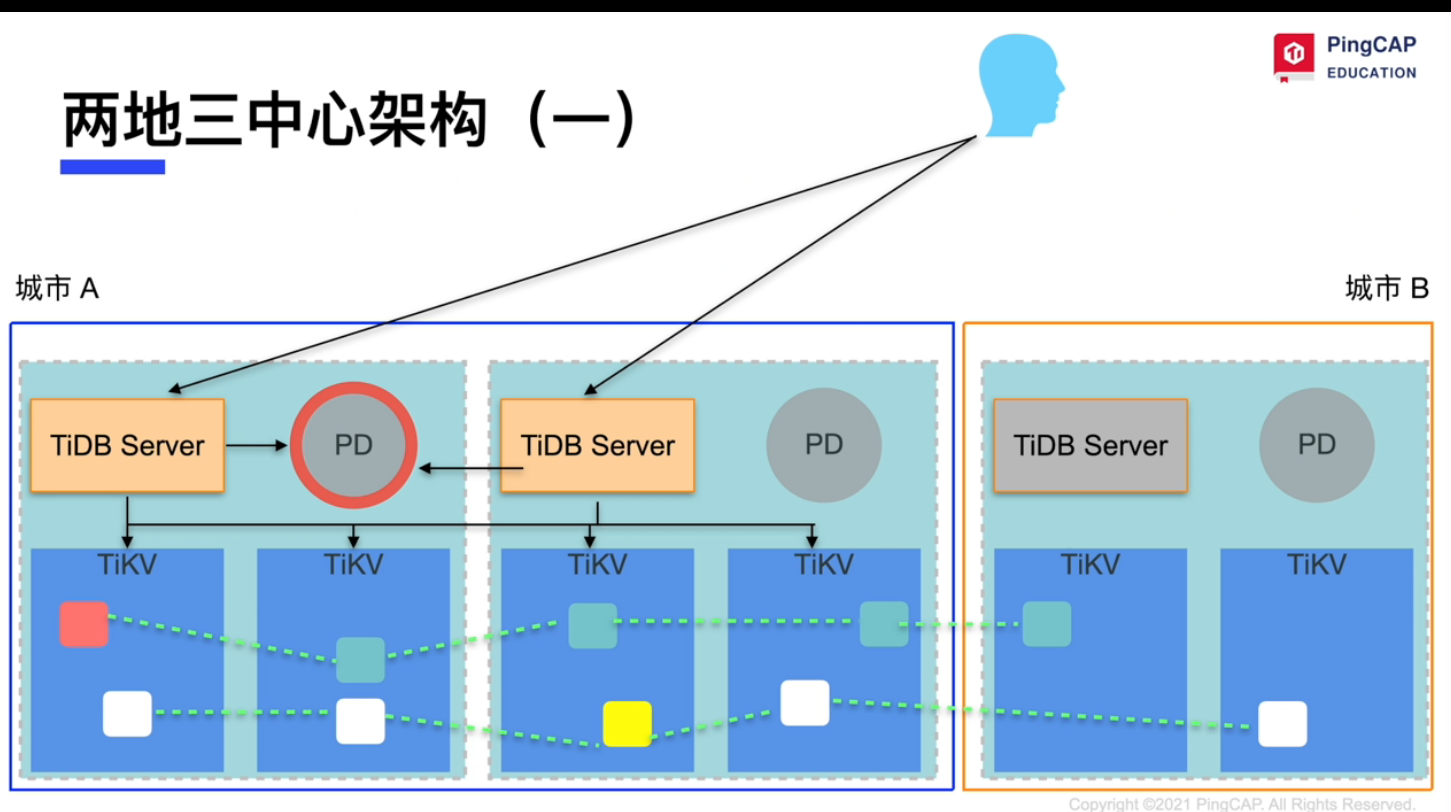 PingCAP
EDUCATION
两地三中心架构（一）
城市 A
城市 B
TiDB Server
PD
TiDB Server
PD
TiDB Server
PD
TiKV
TiKV
TiKV
TiKV
TiKV
TiKV
Copyright ©2021 PingCAP. All Rights Reserved.